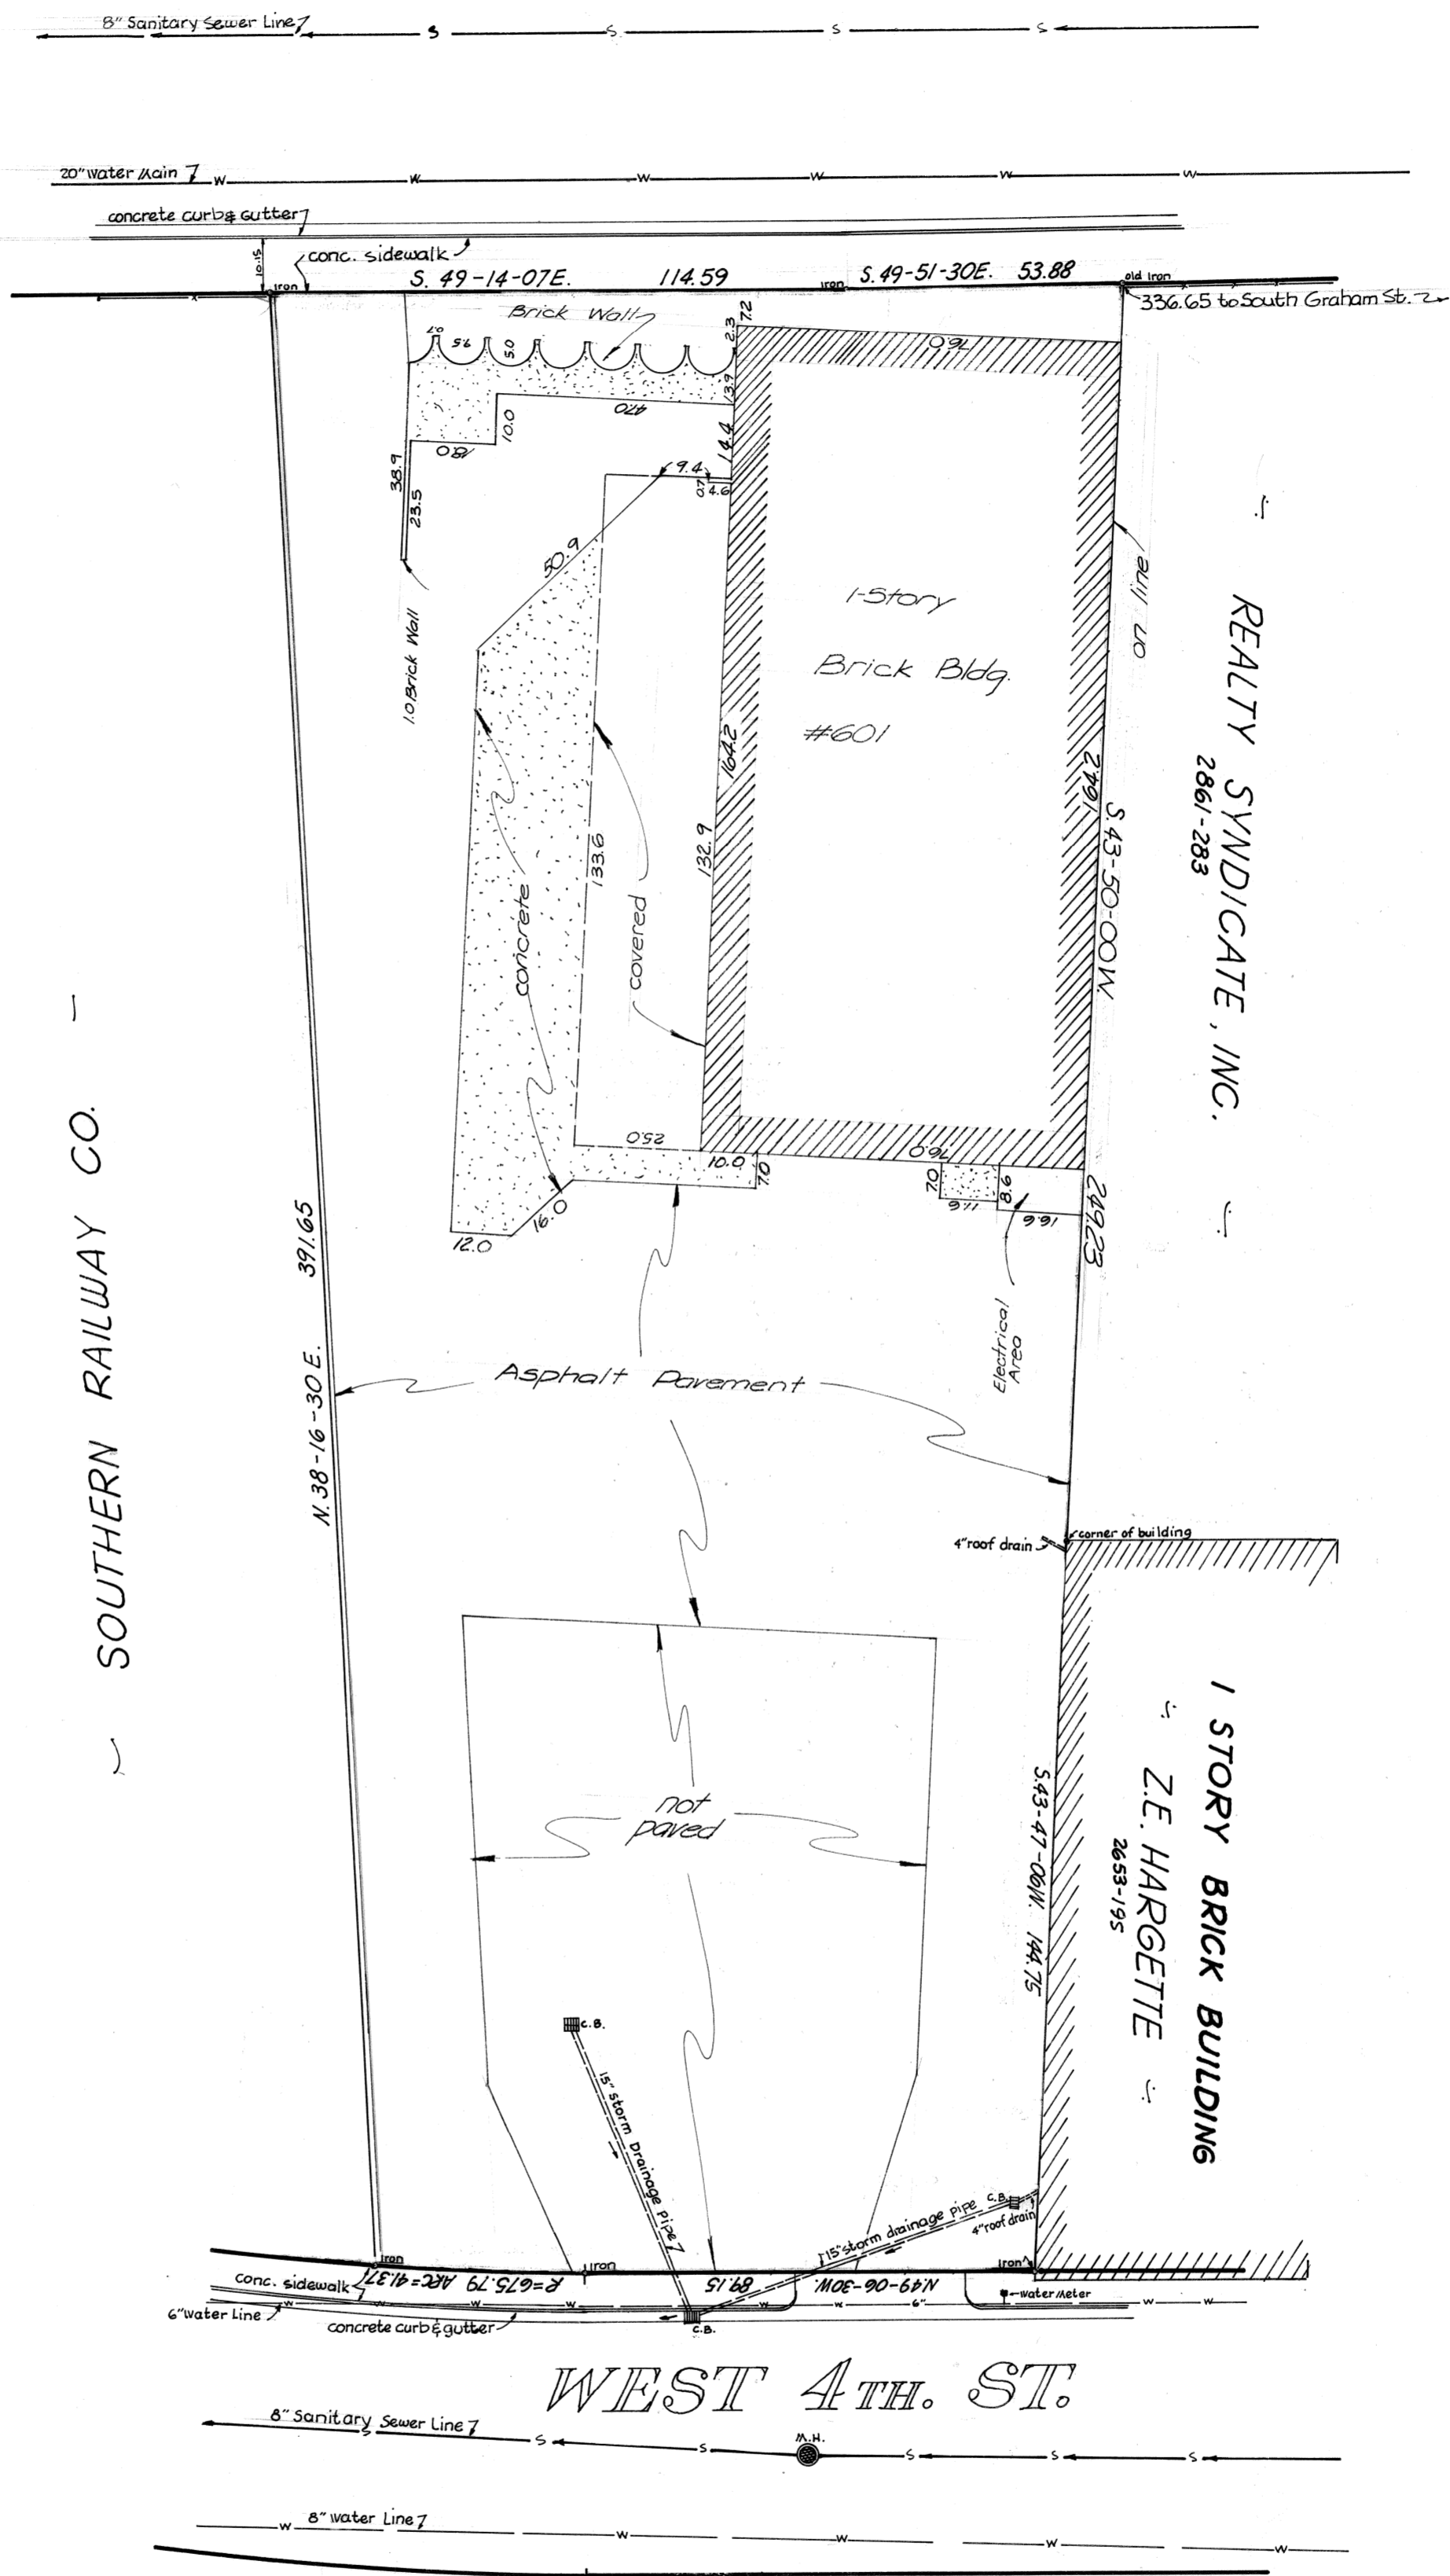 8" Sanitary Sewer Line
S S S S
20" Water Main
W W W W W W
concrete curb & Gutter
10.15
conc. sidewalk
S. 49-14-07E. 114.59
S. 49-51-30E. 53.88
Iron
Iron
old Iron
336.65 to South Graham St.
Brick Wall
7.2
2.3
0.7
9.5
5.0
76.0
13.9
47.0
10.0
18.0
14.4
38.9
23.5
9.4
0.7
4.6
50.9
1.0 Brick Wall
on line
1-Story
Brick Bldg.
#601
164.2
164.2
133.6
132.9
concrete
covered
S.43-50-00W.
249.23
REALTY SYNDICATE, INC.
2861-283
25.0
10.0
7.0
76.0
7.0
11.6
8.6
16.6
16.0
12.0
Electrical
Area
Asphalt Pavement
SOUTHERN RAILWAY CO.
N. 38-16-30 E. 391.65
4" roof drain
corner of building
not
paved
S.43-47-06W. 144.75
1 STORY BRICK BUILDING
Z.E. HARGETTE
2653-195
C.B.
15" Storm Drainage Pipe
15" storm drainage pipe
C.B.
4" roof drain
Iron
Iron
Iron
R=675.79 ARC=41.37
89.15
N49-06-30W.
conc. sidewalk
6" Water Line
W W W W W W 6" W W
water Meter
concrete curb & gutter
C.B.
WEST 4TH. ST.
8" Sanitary Sewer Line
M.H.
S S S S S S
8" Water Line
W W W W W